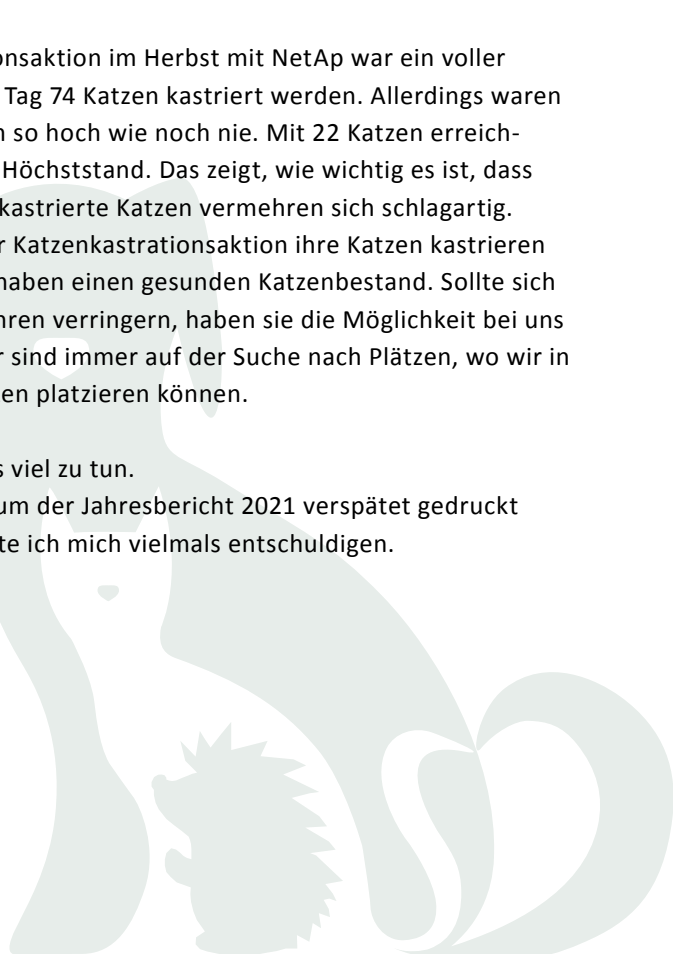 onsaktion im Herbst mit NetAp war ein voller
Tag 74 Katzen kastriert werden. Allerdings waren
n so hoch wie noch nie. Mit 22 Katzen erreich-
Höchststand. Das zeigt, wie wichtig es ist, dass
kastrierte Katzen vermehren sich schlagartig.
r Katzenkastrationsaktion ihre Katzen kastrieren
haben einen gesunden Katzenbestand. Sollte sich
hren verringern, haben sie die Möglichkeit bei uns
r sind immer auf der Suche nach Plätzen, wo wir in
en platzieren können.
s viel zu tun.
um der Jahresbericht 2021 verspätet gedruckt
te ich mich vielmals entschuldigen.